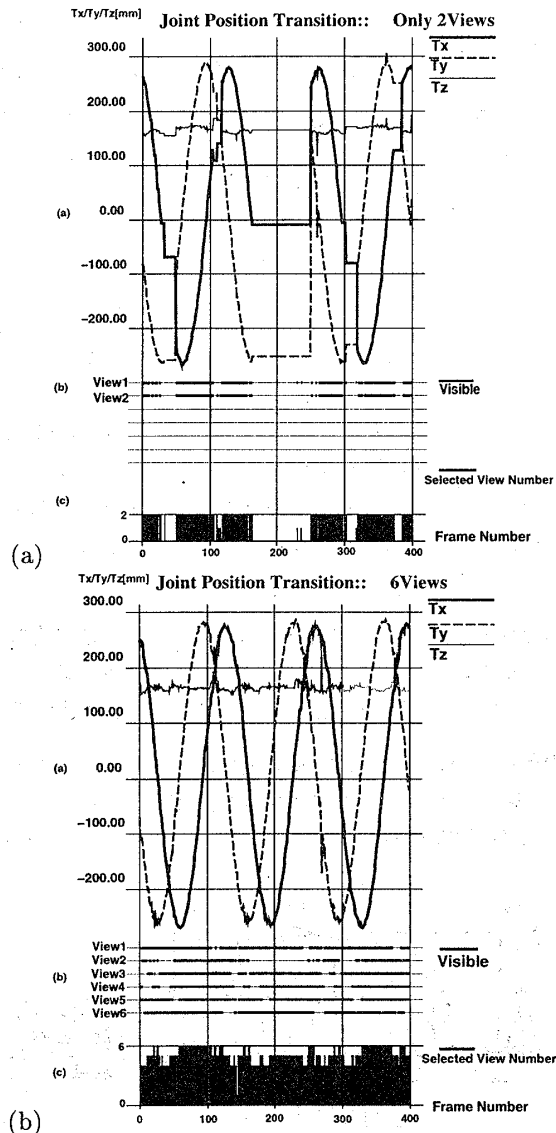 Tx/Ty/Tz[mm]
Joint Position Transition:: Only 2Views
Tx
Ty
Tz
300.00
200.00
100.00
0.00
-100.00
-200.00
(a)
(b)
View1
View2
Visible
Selected View Number
(c)
2
0
0 100 200 300 400
Frame Number
(a)
Tx/Ty/Tz[mm]
Joint Position Transition:: 6Views
Tx
Ty
Tz
300.00
200.00
100.00
0.00
-100.00
-200.00
(a)
(b)
View1
View2
View3
View4
View5
View6
Visible
Selected View Number
(c)
6
0
0 100 200 300 400
Frame Number
(b)